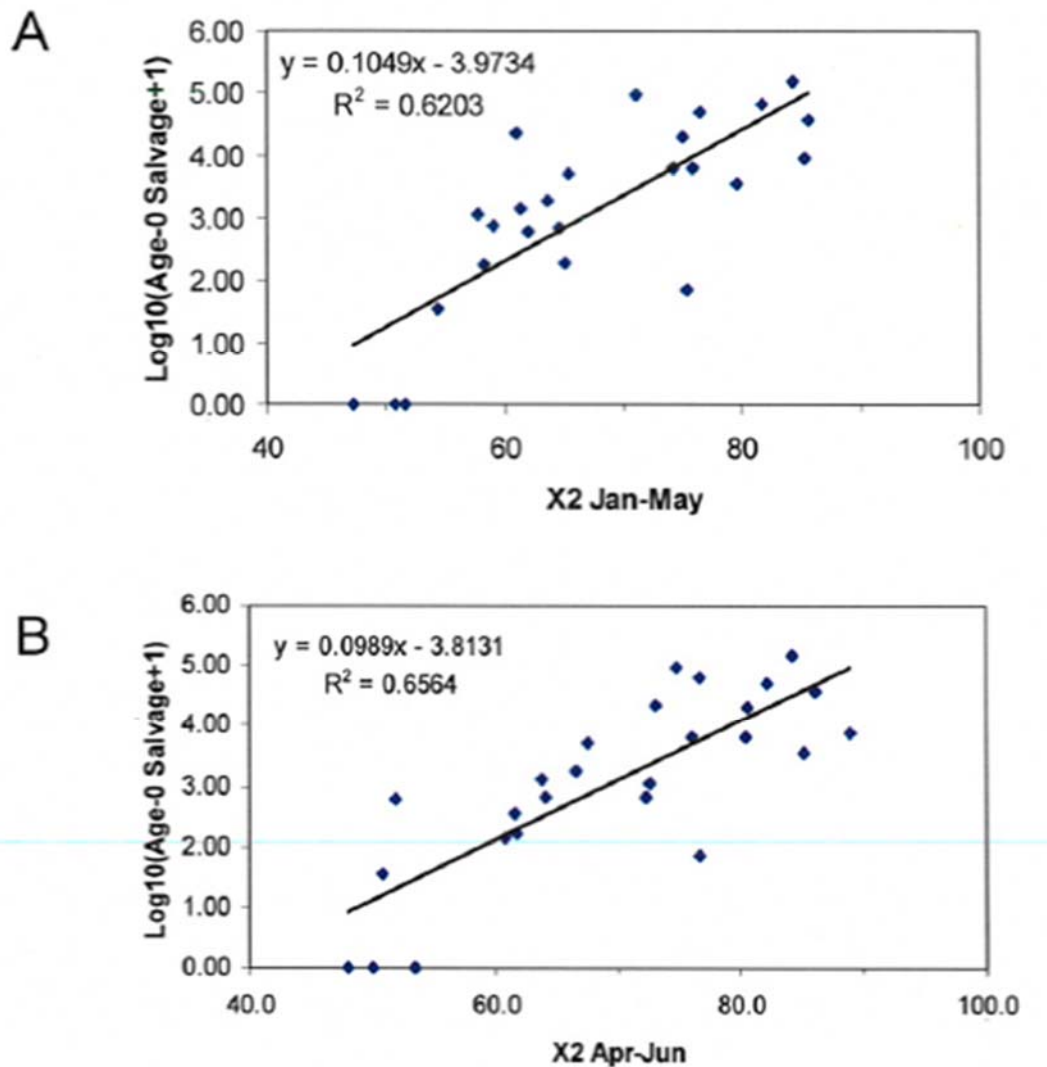 A
6.00
y = 0.1049x - 3.9734
R² = 0.6203
5.00
4.00
3.00
2.00
1.00
0.00
Log10(Age-0 Salvage+1)
40 60 80 100
X2 Jan-May
B
6.00
y = 0.0989x - 3.8131
R² = 0.6564
5.00
4.00
3.00
2.00
1.00
0.00
Log10(Age-0 Salvage+1)
40.0 60.0 80.0 100.0
X2 Apr-Jun